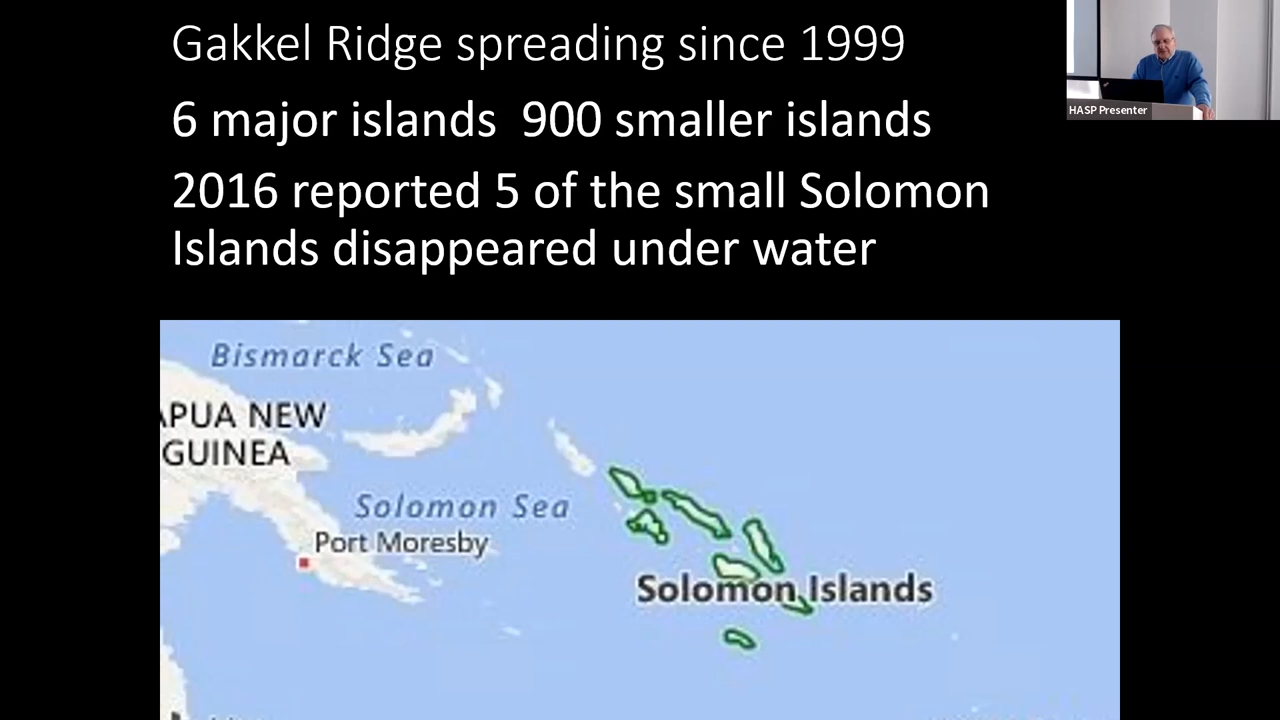 Gakkel Ridge spreading since 1999
6 major islands 900 smaller islands
2016 reported 5 of the small Solomon
Islands disappeared under water
HASP Presenter
Bismarck Sea
APUA NEW
GUINEA
Solomon Sea
Port Moresby
Solomon Islands